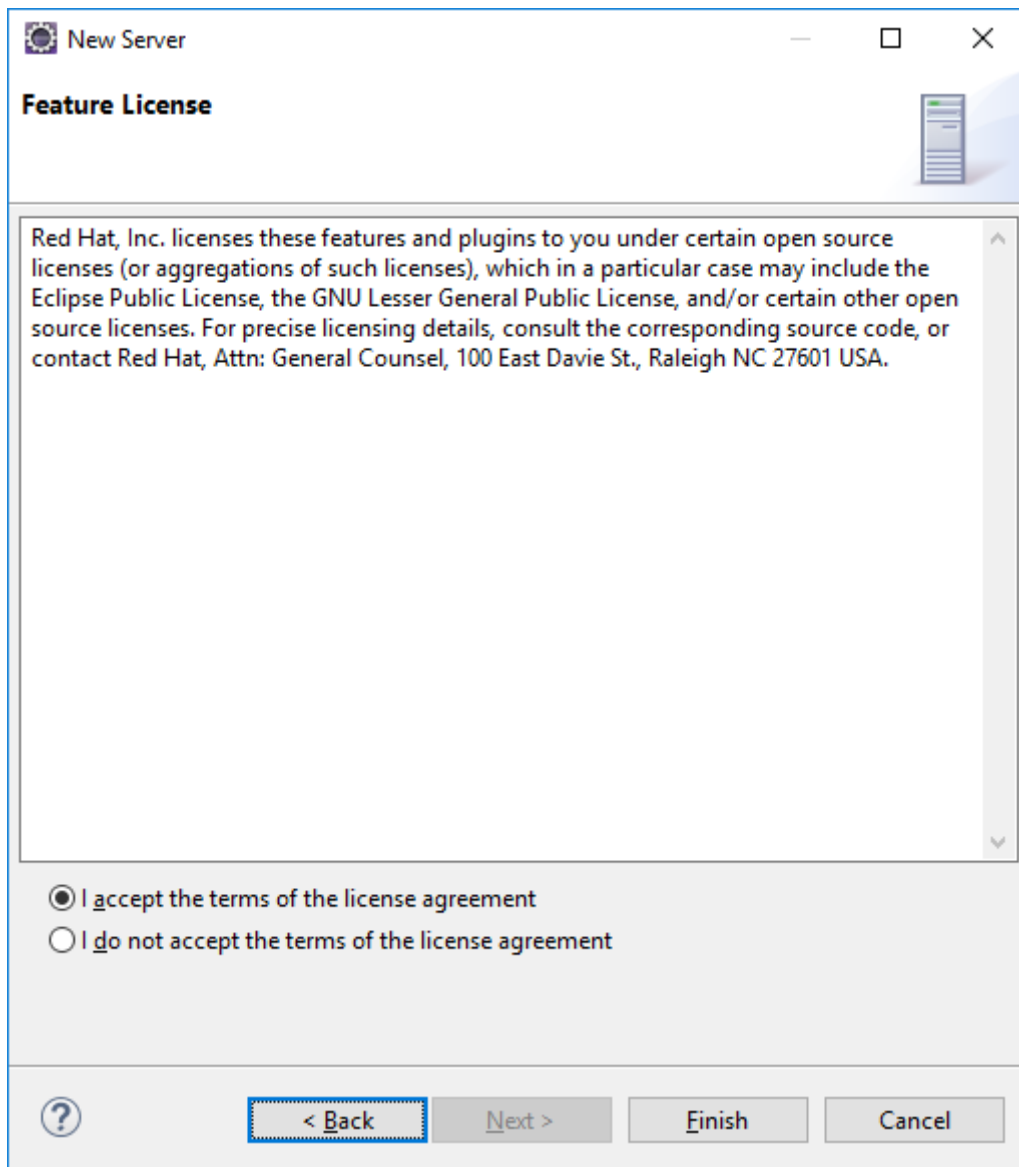 New Server
Feature License
Red Hat, Inc. licenses these features and plugins to you under certain open source
licenses (or aggregations of such licenses), which in a particular case may include the
Eclipse Public License, the GNU Lesser General Public License, and/or certain other open
source licenses. For precise licensing details, consult the corresponding source code, or
contact Red Hat, Attn: General Counsel, 100 East Davie St., Raleigh NC 27601 USA.
I accept the terms of the license agreement
I do not accept the terms of the license agreement
? < Back Next > Finish Cancel